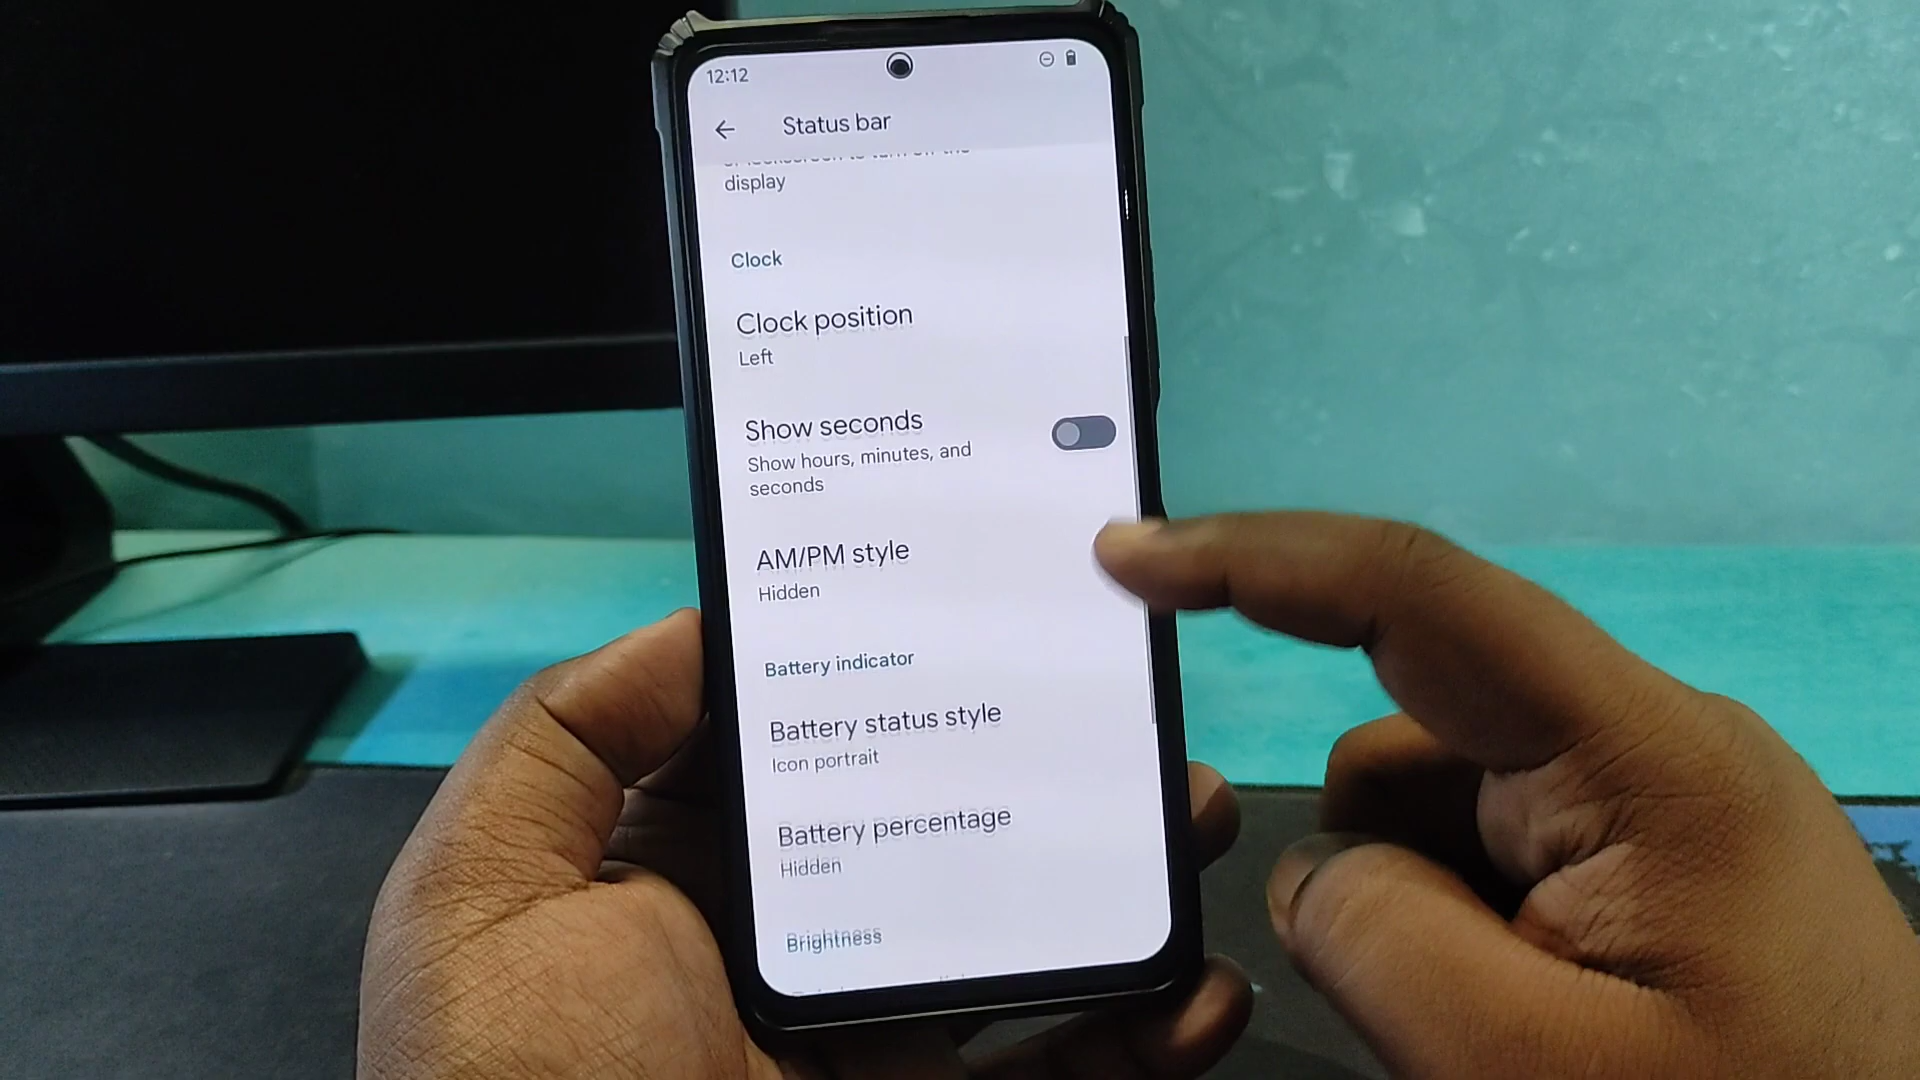 12:12
Status bar
display
Clock
Clock position
Left
Show seconds
Show hours, minutes, and
seconds
AM/PM style
Hidden
Battery indicator
Battery status style
Icon portrait
Battery percentage
Hidden
Brightness